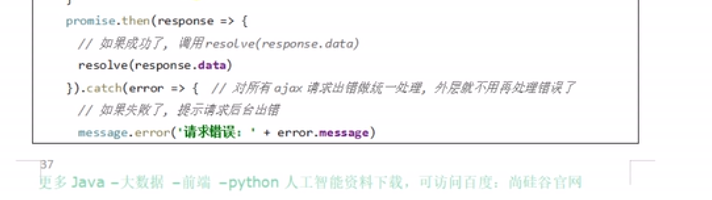 }
promise.then(response => {
// 如果成功了, 调用resolve(response.data)
resolve(response.data)
}).catch(error => { // 对所有 ajax 请求出错做统一处理, 外层就不用再处理错误了
// 如果失败了, 提示请求后台出错
message.error('请求错误: ' + error.message)
37
更多 Java –大数据 –前端 –python 人工智能资料下载，可访问百度：尚硅谷官网